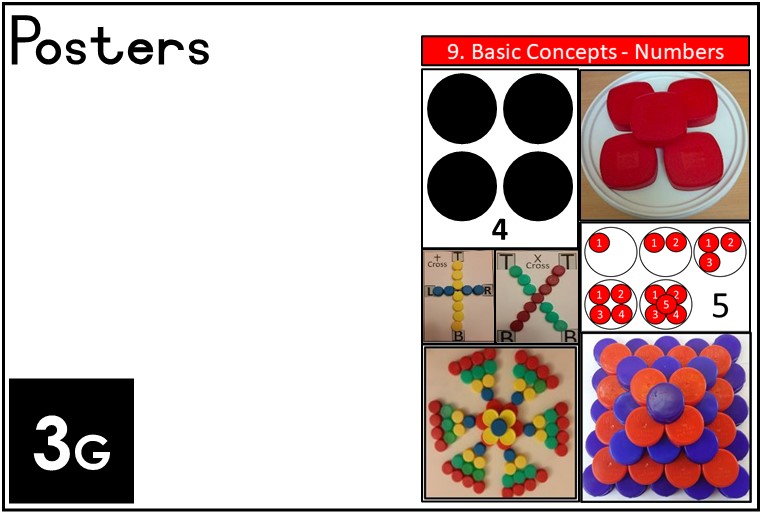 Posters
9. Basic Concepts - Numbers
4
1
1 2
1 2
3
1 2
3 4
1 2
5
3 4
5
+
Cross
T
L R
B
X
Cross
T T
B B
3G